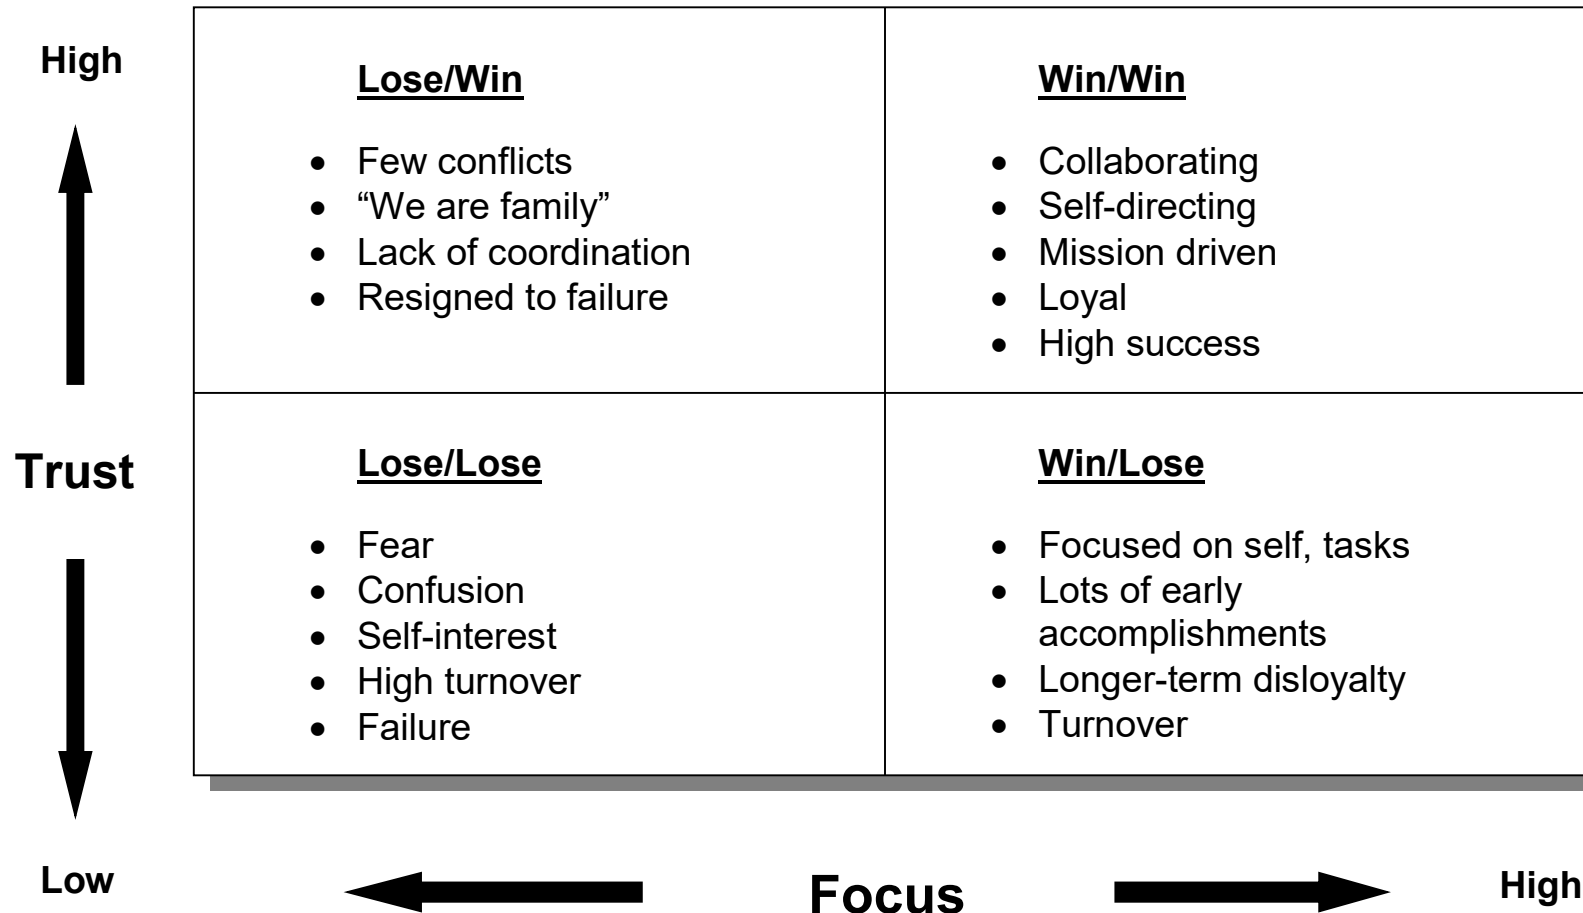 High
Lose/Win
• Few conflicts
• “We are family”
• Lack of coordination
• Resigned to failure
Win/Win
• Collaborating
• Self-directing
• Mission driven
• Loyal
• High success
Trust
Lose/Lose
• Fear
• Confusion
• Self-interest
• High turnover
• Failure
Win/Lose
• Focused on self, tasks
• Lots of early
accomplishments
• Longer-term disloyalty
• Turnover
Low
Focus
High